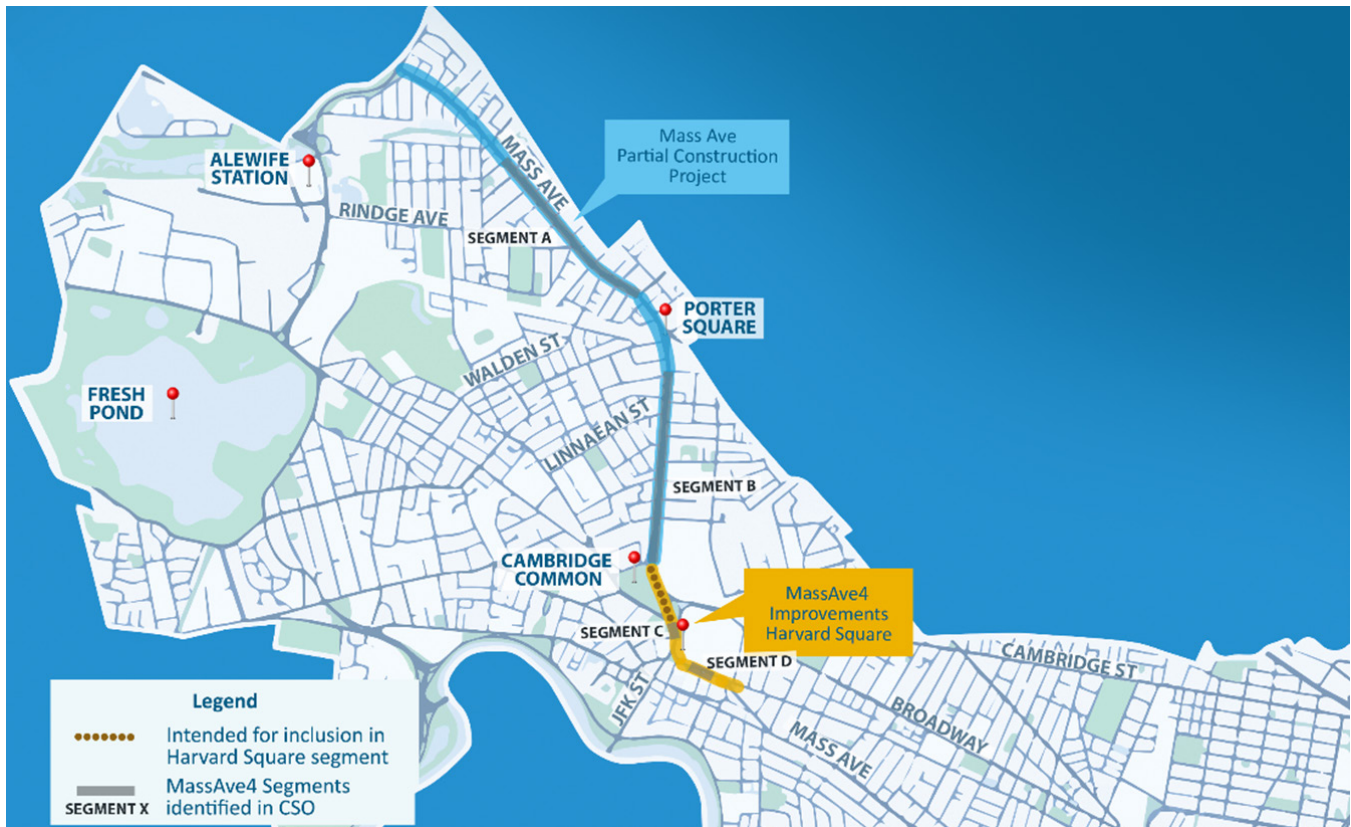 ALEWIFE
STATION
MASS AVE
Mass Ave
Partial Construction
Project
RINDGE AVE
SEGMENT A
PORTER
SQUARE
WALDEN ST
FRESH
POND
LINNAEAN ST
SEGMENT B
CAMBRIDGE
COMMON
MassAve4
Improvements
Harvard Square
SEGMENT C
SEGMENT D
CAMBRIDGE ST
JFK ST
BROADWAY
MASS AVE
Legend
Intended for inclusion in
Harvard Square segment
MassAve4 Segments
identified in CSO
SEGMENT X